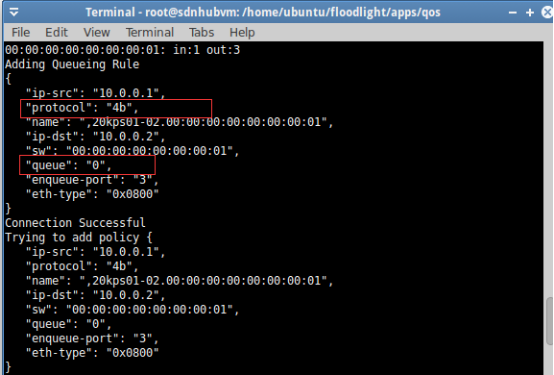 Terminal - root@sdnhubvm: /home/ubuntu/floodlight/apps/qos
File Edit View Terminal Tabs Help
00:00:00:00:00:00:00:01: in:1 out:3
Adding Queueing Rule
{
"ip-src": "10.0.0.1",
"protocol": "4b",
"name": ",20kps01-02.00:00:00:00:00:00:00:01",
"ip-dst": "10.0.0.2",
"sw": "00:00:00:00:00:00:00:01",
"queue": "0",
"enqueue-port": "3",
"eth-type": "0x0800"
}
Connection Successful
Trying to add policy {
"ip-src": "10.0.0.1",
"protocol": "4b",
"name": ",20kps01-02.00:00:00:00:00:00:00:01",
"ip-dst": "10.0.0.2",
"sw": "00:00:00:00:00:00:00:01",
"queue": "0",
"enqueue-port": "3",
"eth-type": "0x0800"
}